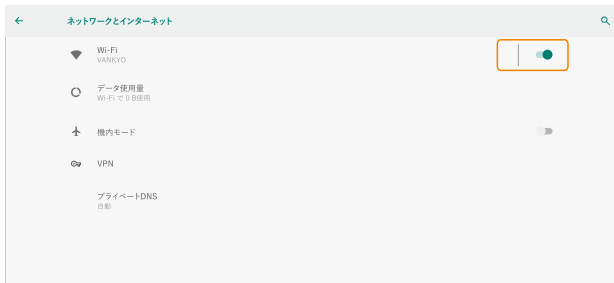 ネットワークとインターネット
Wi-Fi
VANKYO
データ使用量
Wi-Fi で 0 B使用
機内モード
VPN
プライベートDNS
自動